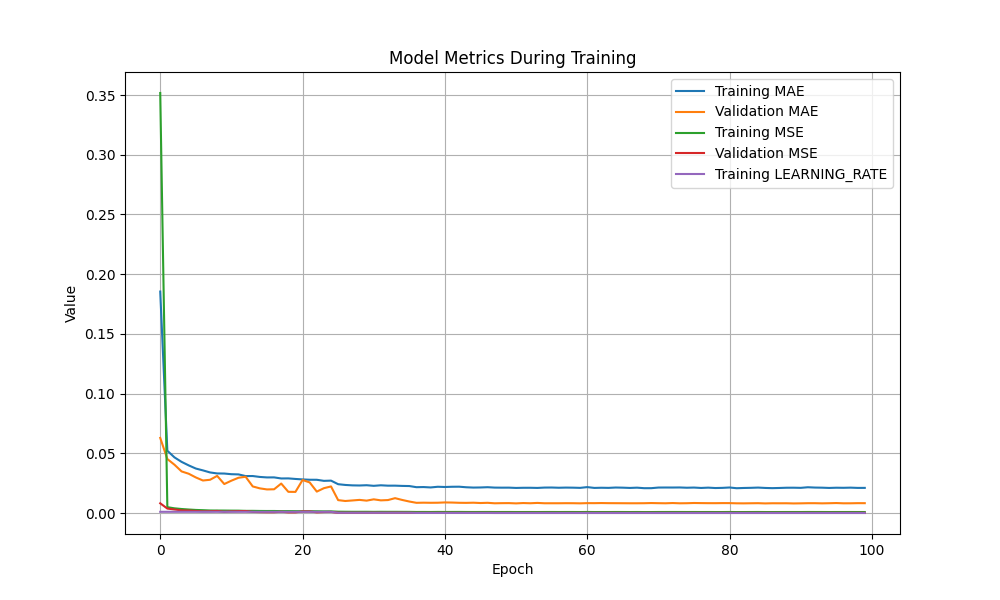 Model Metrics During Training
Training MAE
Validation MAE
Training MSE
Validation MSE
Training LEARNING_RATE
Value
0.35
0.30
0.25
0.20
0.15
0.10
0.05
0.00
0 20 40 60 80 100
Epoch